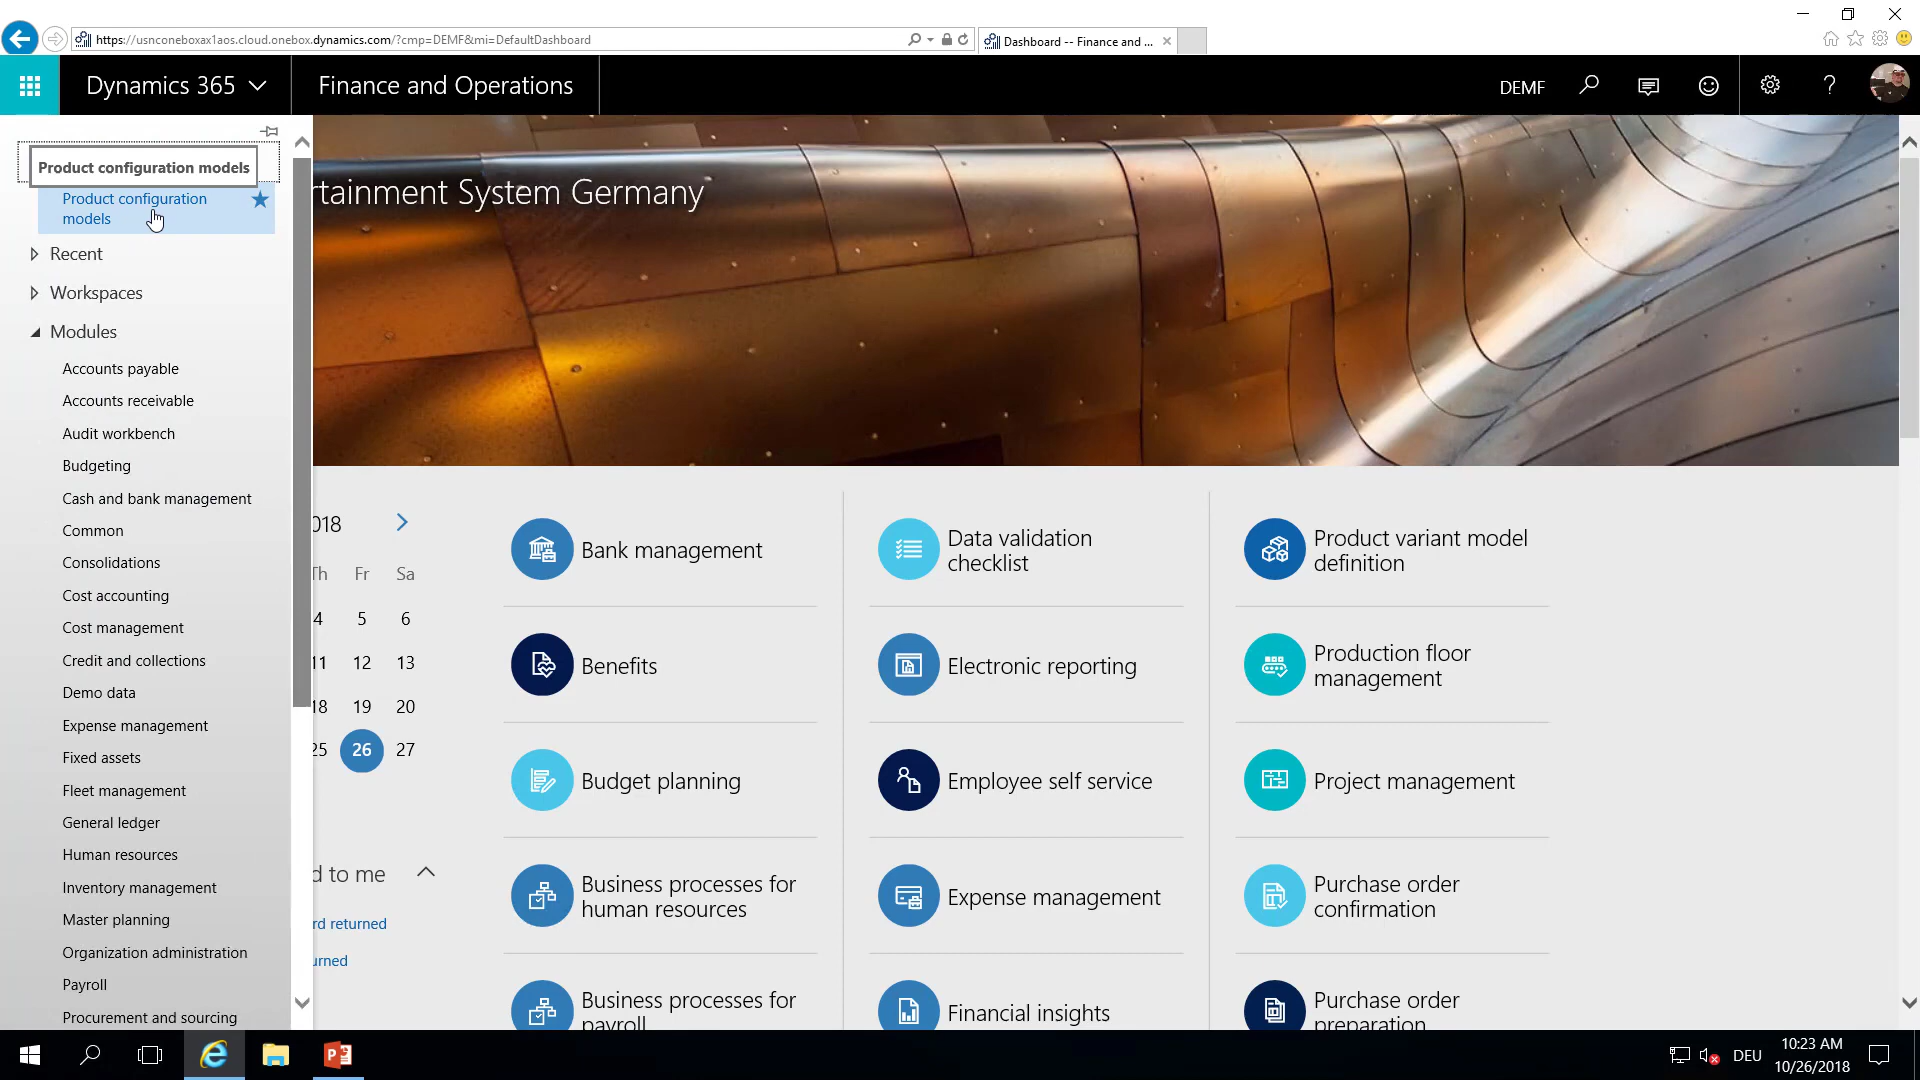 https://usnconeboxax1aos.cloud.onebox.dynamics.com/?cmp=DEMF&mi=DefaultDashboard
Dashboard -- Finance and ...
Dynamics 365
Finance and Operations
DEMF
Product configuration models
Product configuration
models
Recent
Workspaces
Modules
Accounts payable
Accounts receivable
Audit workbench
Budgeting
Cash and bank management
Common
Consolidations
Cost accounting
Cost management
Credit and collections
Demo data
Expense management
Fixed assets
Fleet management
General ledger
Human resources
Inventory management
Master planning
Organization administration
Payroll
Procurement and sourcing
rtainment System Germany
018
Th Fr Sa
4 5 6
11 12 13
18 19 20
25 26 27
d to me
rd returned
urned
Bank management
Benefits
Budget planning
Business processes for
human resources
Business processes for
payroll
Data validation
checklist
Electronic reporting
Employee self service
Expense management
Financial insights
Product variant model
definition
Production floor
management
Project management
Purchase order
confirmation
Purchase order
preparation
DEU
10:23 AM
10/26/2018